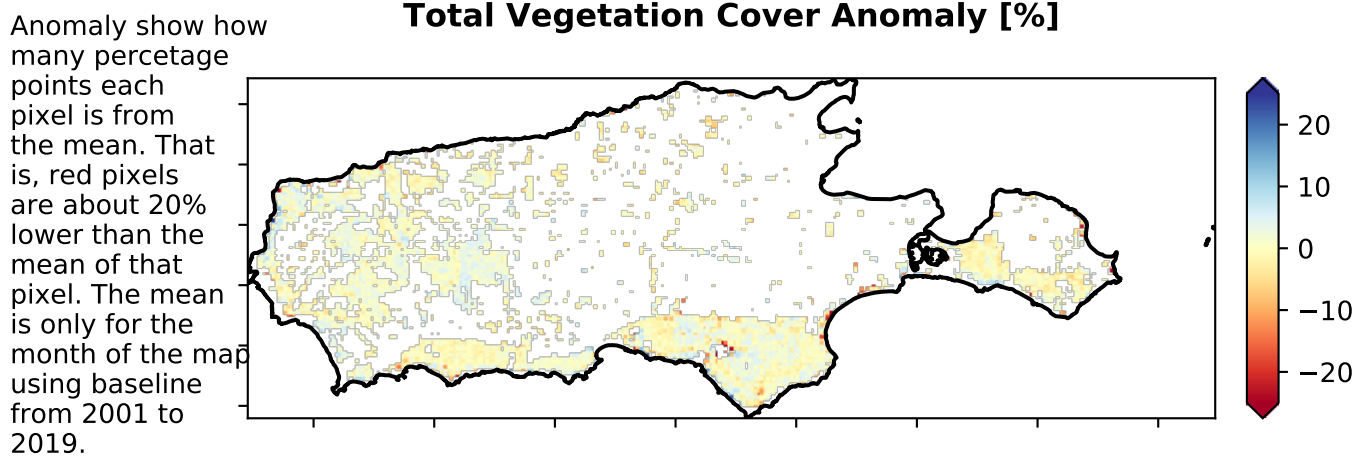 Total Vegetation Cover Anomaly [%]
Anomaly show how
many percetage
points each
pixel is from
the mean. That
is, red pixels
are about 20%
lower than the
mean of that
pixel. The mean
is only for the
month of the map
using baseline
from 2001 to
2019.
20
10
0
−10
−20